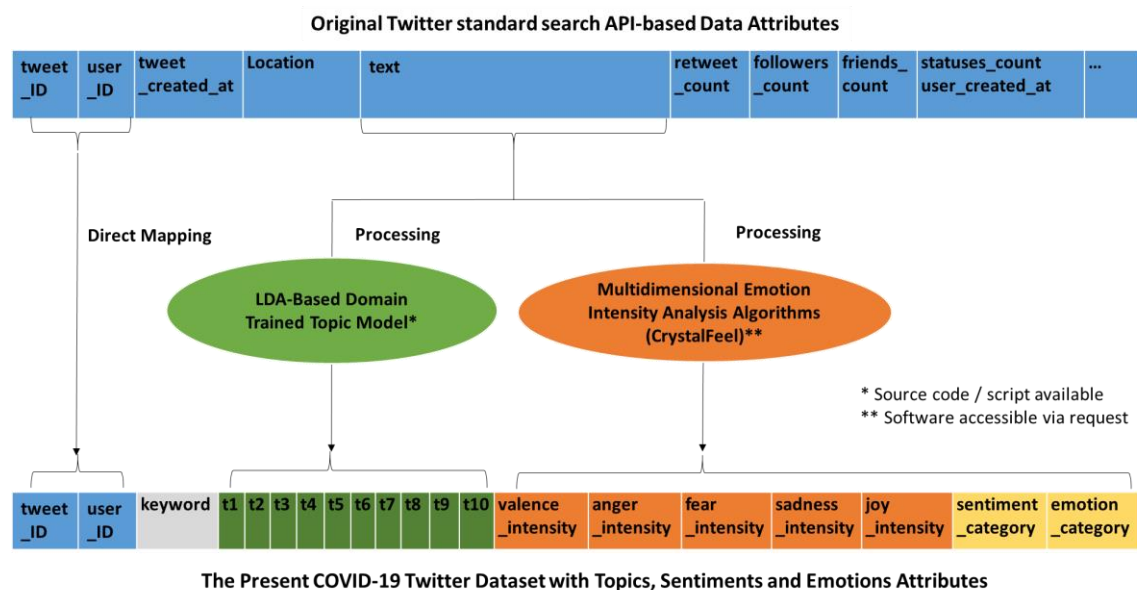 Original Twitter standard search API-based Data Attributes
tweet
_ID
user
_ID
tweet
_created_at
Location
text
retweet
_count
followers
_count
friends_
count
statuses_count
user_created_at
...
Direct Mapping
Processing
Processing
LDA-Based Domain
Trained Topic Model*
Multidimensional Emotion
Intensity Analysis Algorithms
(CrystalFeel)**
* Source code / script available
** Software accessible via request
tweet
_ID
user
_ID
keyword
t1
t2
t3
t4
t5
t6
t7
t8
t9
t10
valence
_intensity
anger
_intensity
fear
_intensity
sadness
_intensity
joy
_intensity
sentiment
_category
emotion
_category
The Present COVID-19 Twitter Dataset with Topics, Sentiments and Emotions Attributes